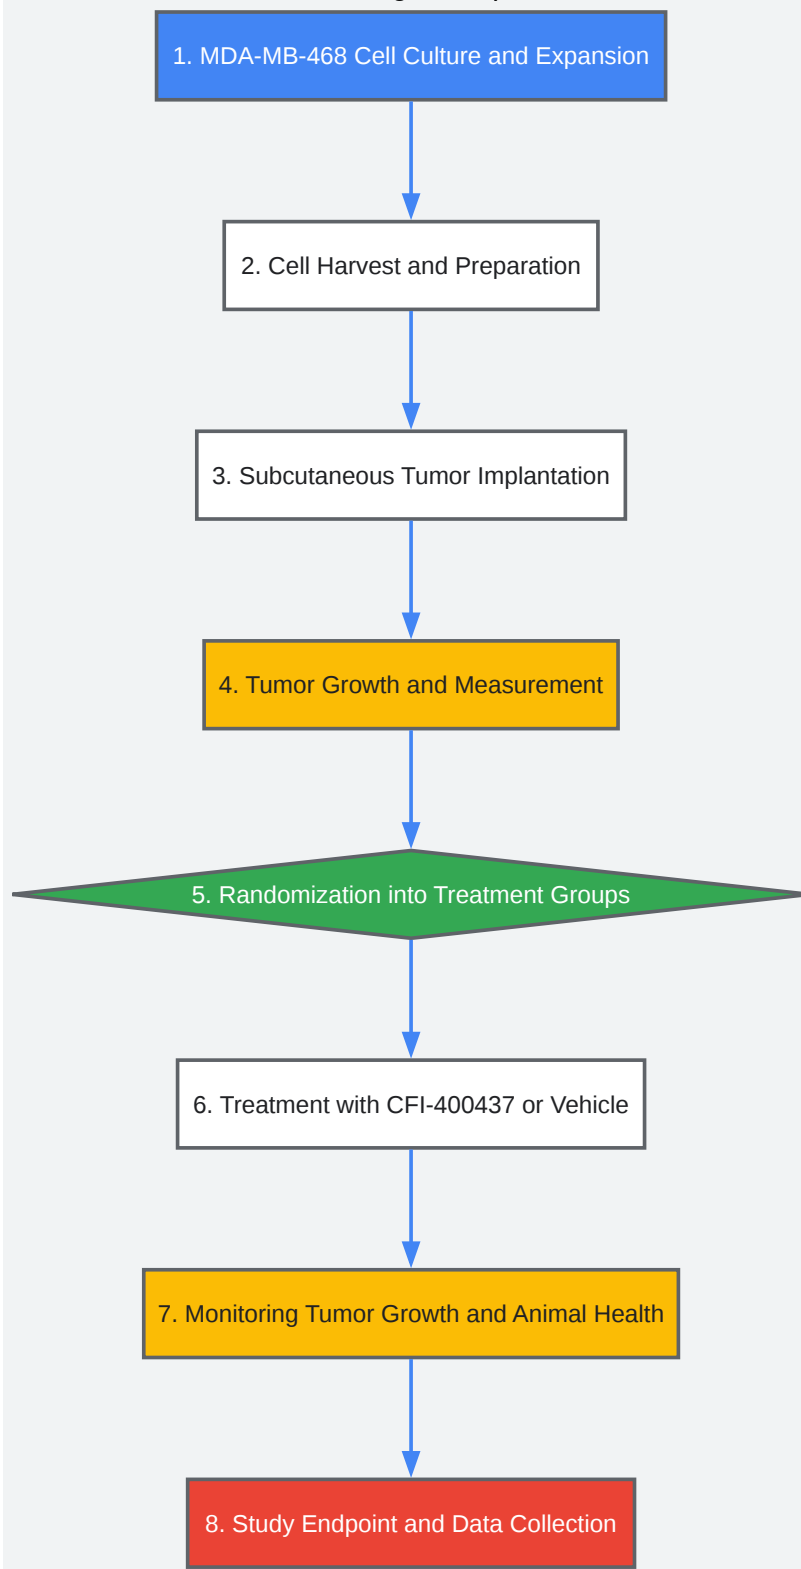 1. MDA-MB-468 Cell Culture and Expansion
2. Cell Harvest and Preparation
3. Subcutaneous Tumor Implantation
4. Tumor Growth and Measurement
5. Randomization into Treatment Groups
6. Treatment with CFI-400437 or Vehicle
7. Monitoring Tumor Growth and Animal Health
8. Study Endpoint and Data Collection